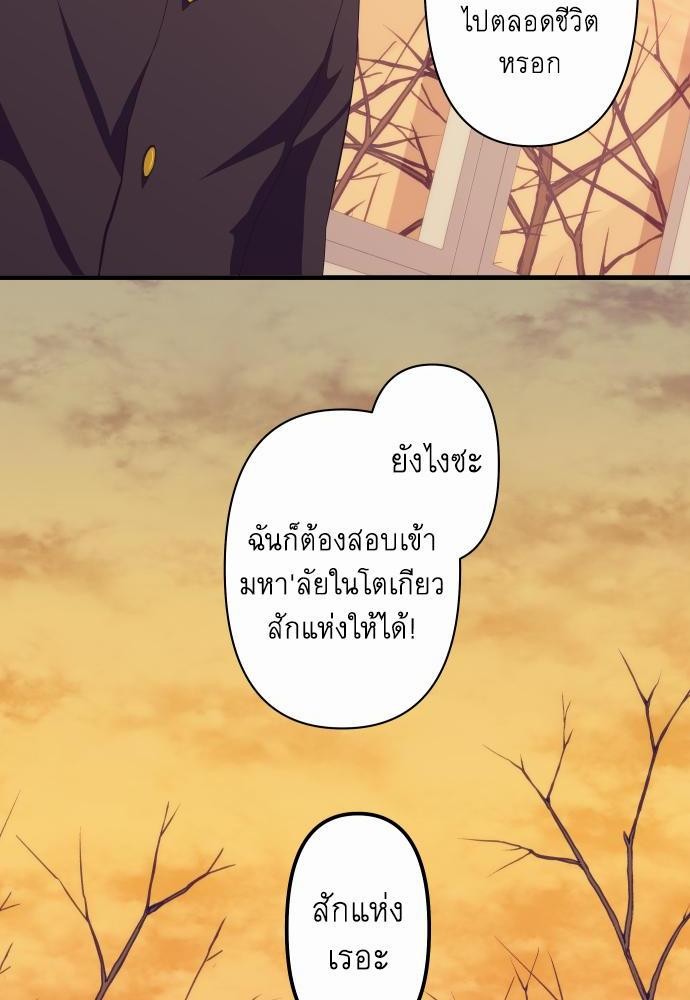 ไปตลอดชีวิต
หรอก
ยังไงซะ
ฉันก็ต้องสอบเข้า
มหา'ลัยในโตเกียว
สักแห่งให้ได้!
สักแห่ง
เรอะ